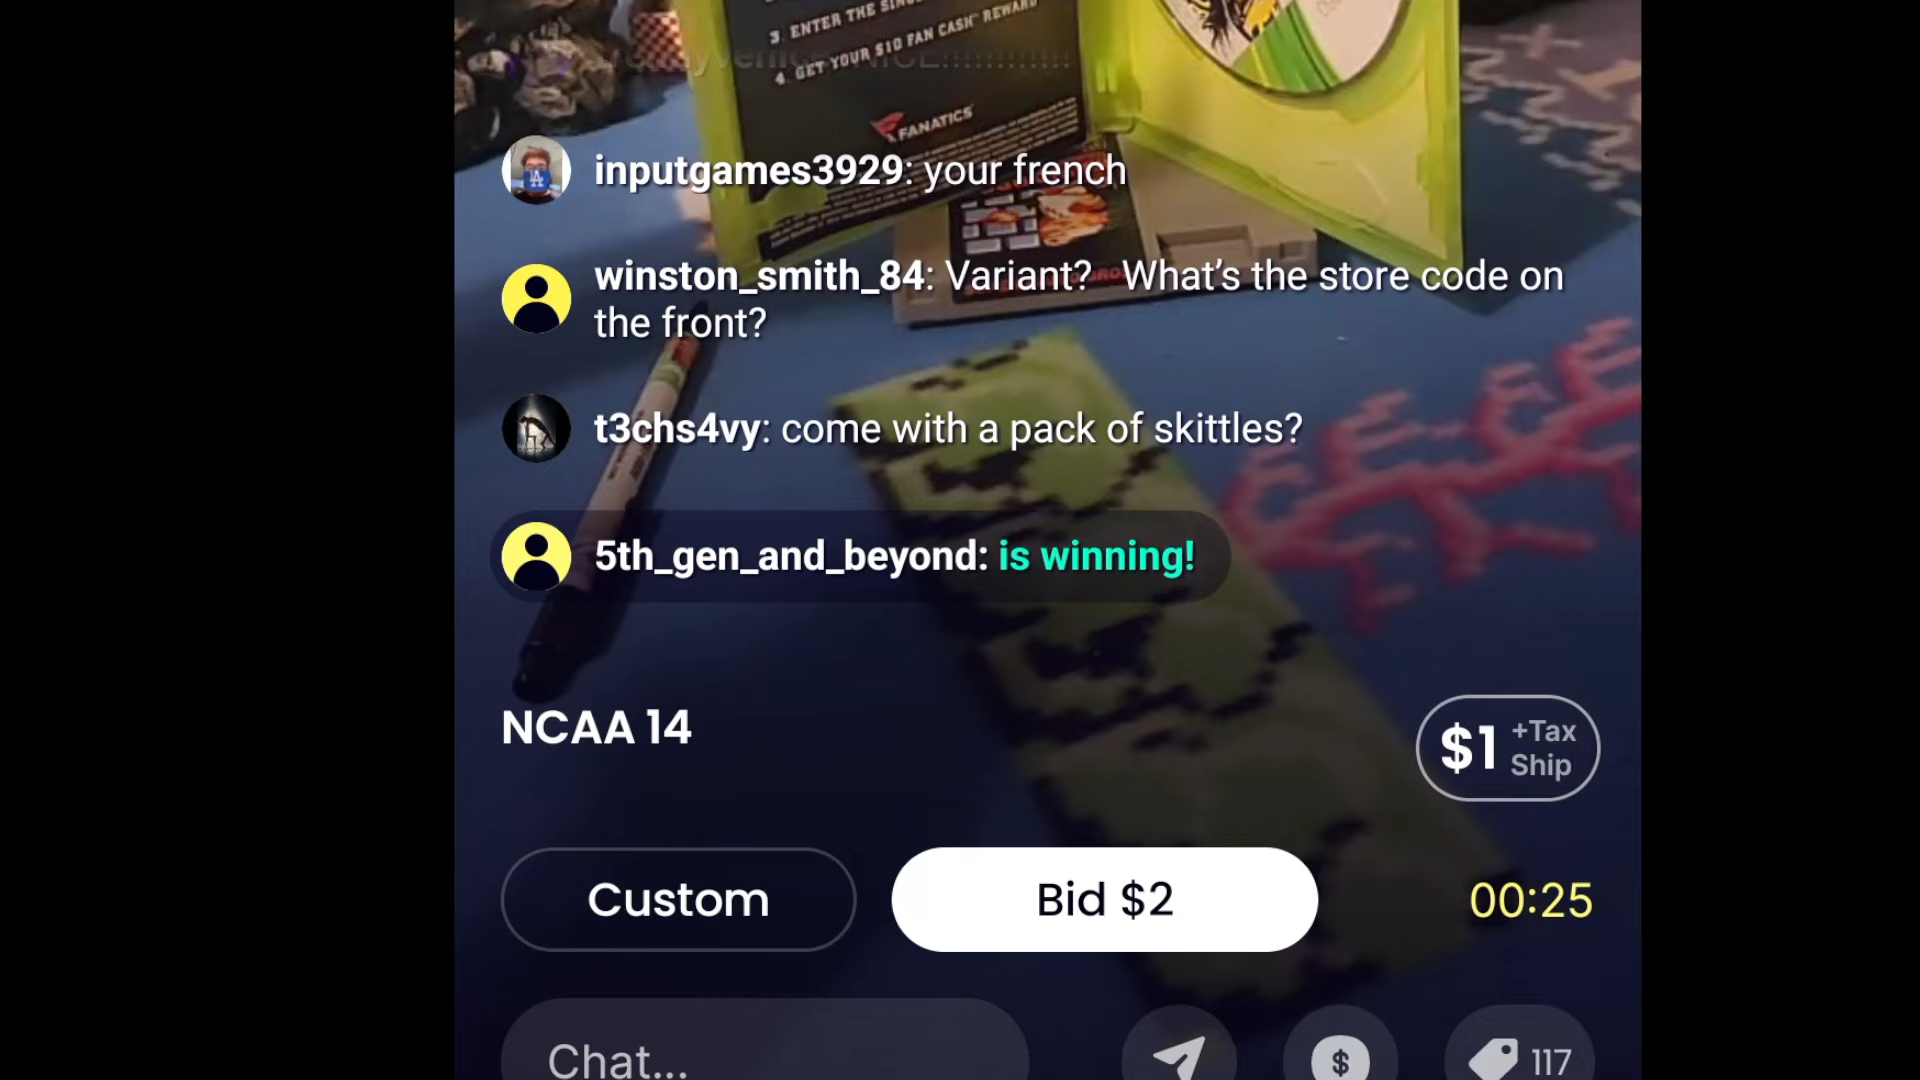 3 ENTER THE
4 GET YOUR $10 FAN CASH REWARD
NICE!!!!!!!!!!!!
FANATICS
inputgames3929: your french
winston_smith_84: Variant? What's the store code on
the front?
t3chs4vy: come with a pack of skittles?
5th_gen_and_beyond: is winning!
NCAA 14
$1 +Tax
Ship
Custom
Bid $2
00:25
Chat...
$
117